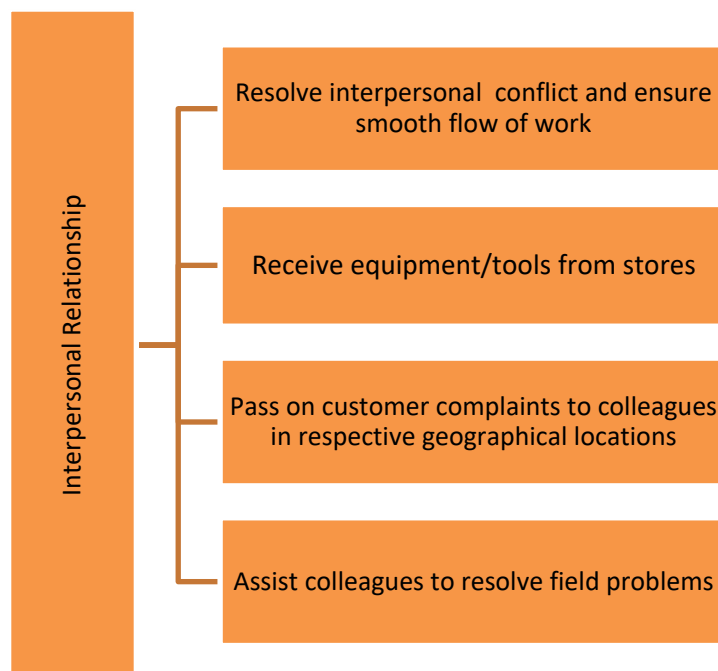 Interpersonal Relationship
Resolve interpersonal conflict and ensure
smooth flow of work
Receive equipment/tools from stores
Pass on customer complaints to colleagues
in respective geographical locations
Assist colleagues to resolve field problems